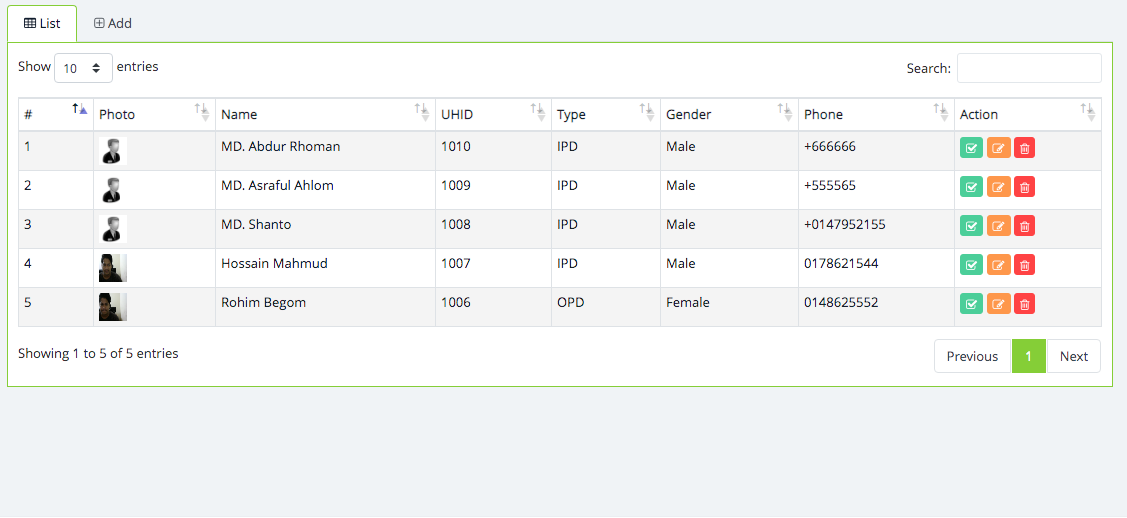 List Add
Show 10 entries Search:
# Photo Name UHID Type Gender Phone Action
1 MD. Abdur Rhoman 1010 IPD Male +666666
2 MD. Asraful Ahlom 1009 IPD Male +555565
3 MD. Shanto 1008 IPD Male +0147952155
4 Hossain Mahmud 1007 IPD Male 0178621544
5 Rohim Begom 1006 OPD Female 0148625552
Showing 1 to 5 of 5 entries Previous 1 Next